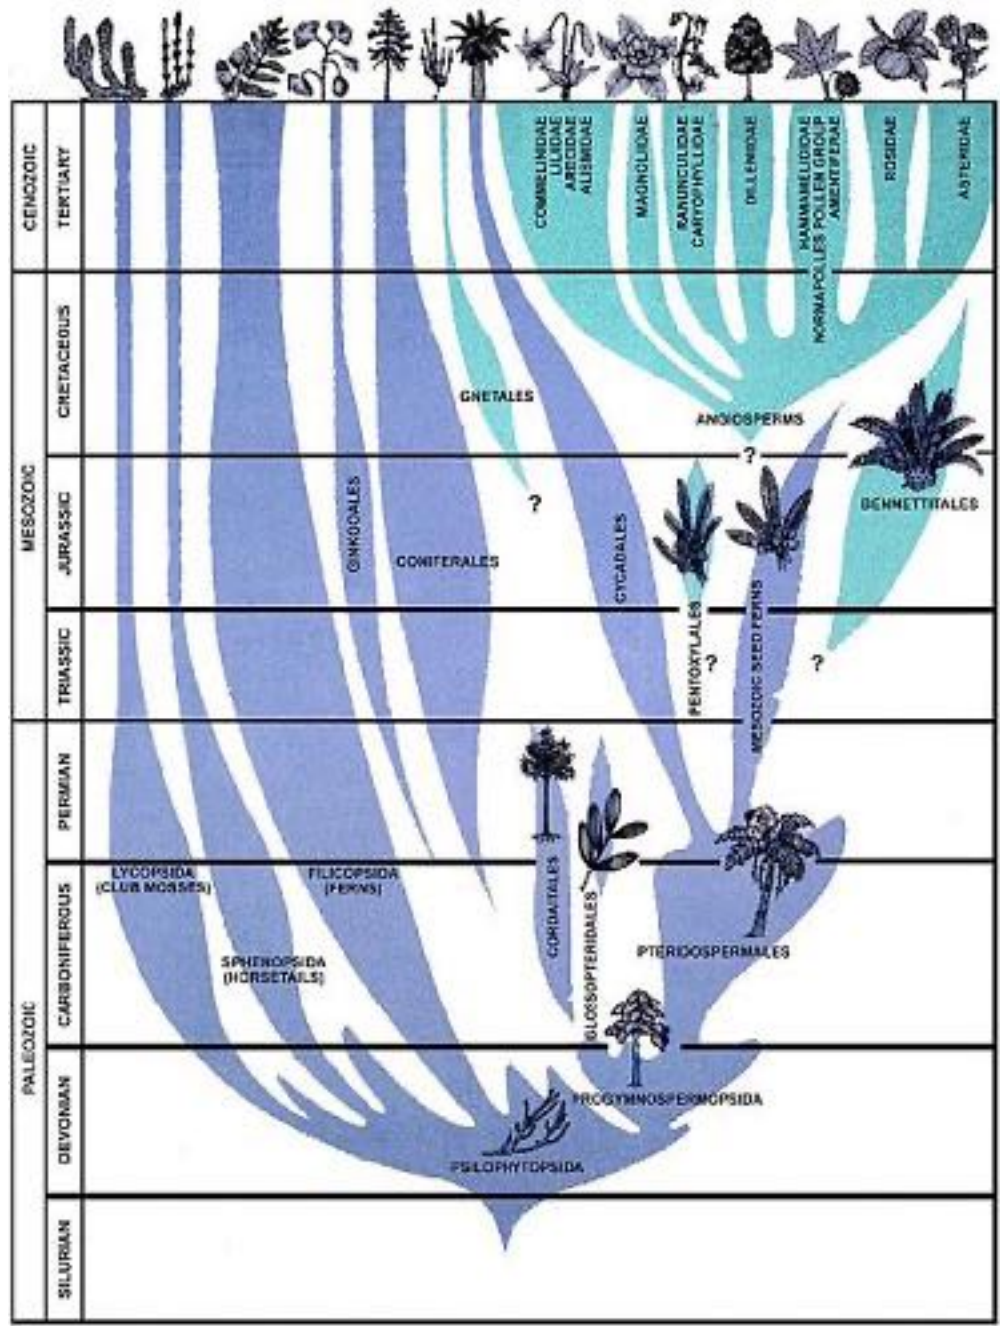 CENOZOIC
TERTIARY
COMMELINIDAE
LILIIDAE
ARECIDAE
ALISMIDAE
MAGNOLIIDAE
RANUNCULIDAE
CARYOPHYLLIDAE
DILLENIIDAE
HAMMAMELIDIDAE
NORMAPOLLES POLLEN GROUP
AMENTIFERAE
ROSIDAE
ASTERIDAE
MESOZOIC
CRETACEOUS
GNETALES
ANGIOSPERMS
?
JURASSIC
GINKGOALES
CONIFERALES
?
CYCADALES
BENNETTITALES
TRIASSIC
PENTOXYLALES
?
MESOZOIC SEED FERNS
?
PALEOZOIC
PERMIAN
LYCOPSIDA
(CLUB MOSSES)
FILICOPSIDA
(FERNS)
CARBONIFEROUS
CORDAITALES
GLOSSOPTERIDALES
PTERIDOSPERMALES
SPHENOPSIDA
(HORSETAILS)
DEVONIAN
PROGYMNOSPERMOPSIDA
PSILOPHYTOPSIDA
SILURIAN